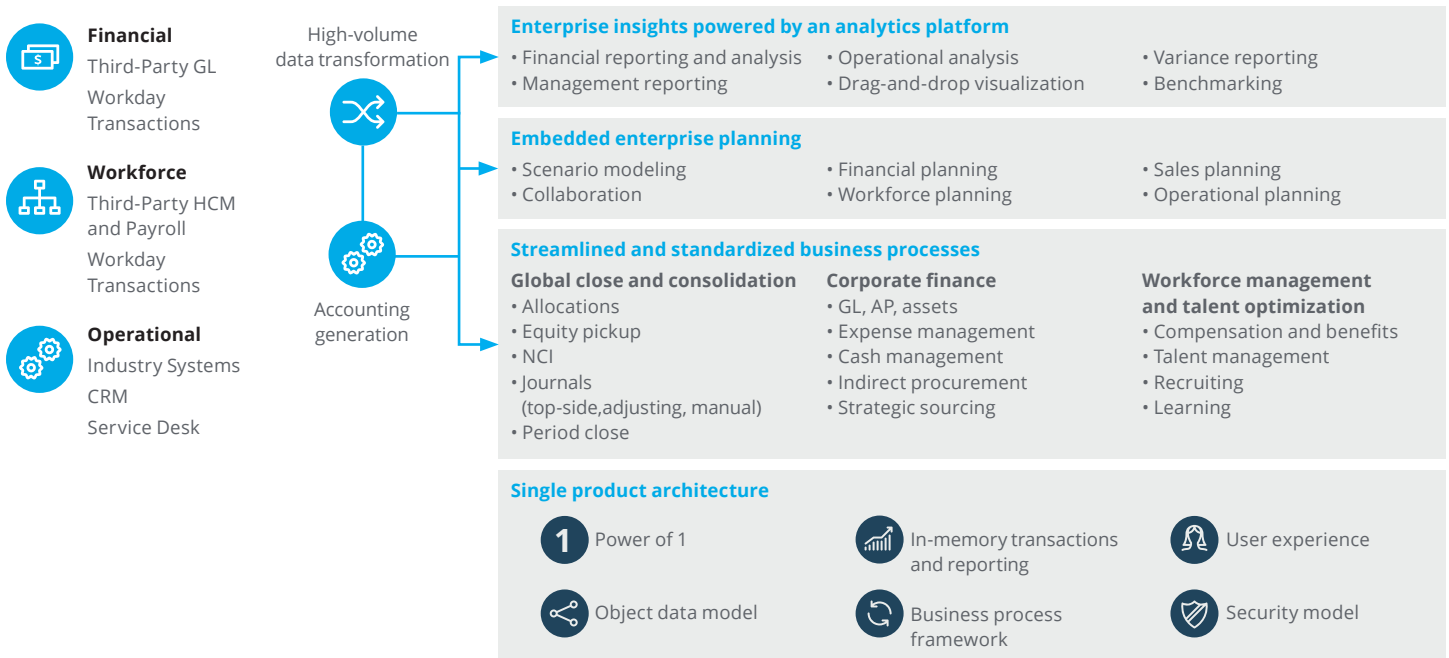 Financial
Third-Party GL
Workday
Transactions
Workforce
Third-Party HCM
and Payroll
Workday
Transactions
Operational
Industry Systems
CRM
Service Desk
High-volume
data transformation
Accounting
generation
Enterprise insights powered by an analytics platform
• Financial reporting and analysis
• Management reporting
• Operational analysis
• Drag-and-drop visualization
• Variance reporting
• Benchmarking
Embedded enterprise planning
• Scenario modeling
• Collaboration
• Financial planning
• Workforce planning
• Sales planning
• Operational planning
Streamlined and standardized business processes
Global close and consolidation
• Allocations
• Equity pickup
• NCI
• Journals
(top-side,adjusting, manual)
• Period close
Corporate finance
• GL, AP, assets
• Expense management
• Cash management
• Indirect procurement
• Strategic sourcing
Workforce management
and talent optimization
• Compensation and benefits
• Talent management
• Recruiting
• Learning
Single product architecture
1 Power of 1
In-memory transactions
and reporting
User experience
Object data model
Business process
framework
Security model